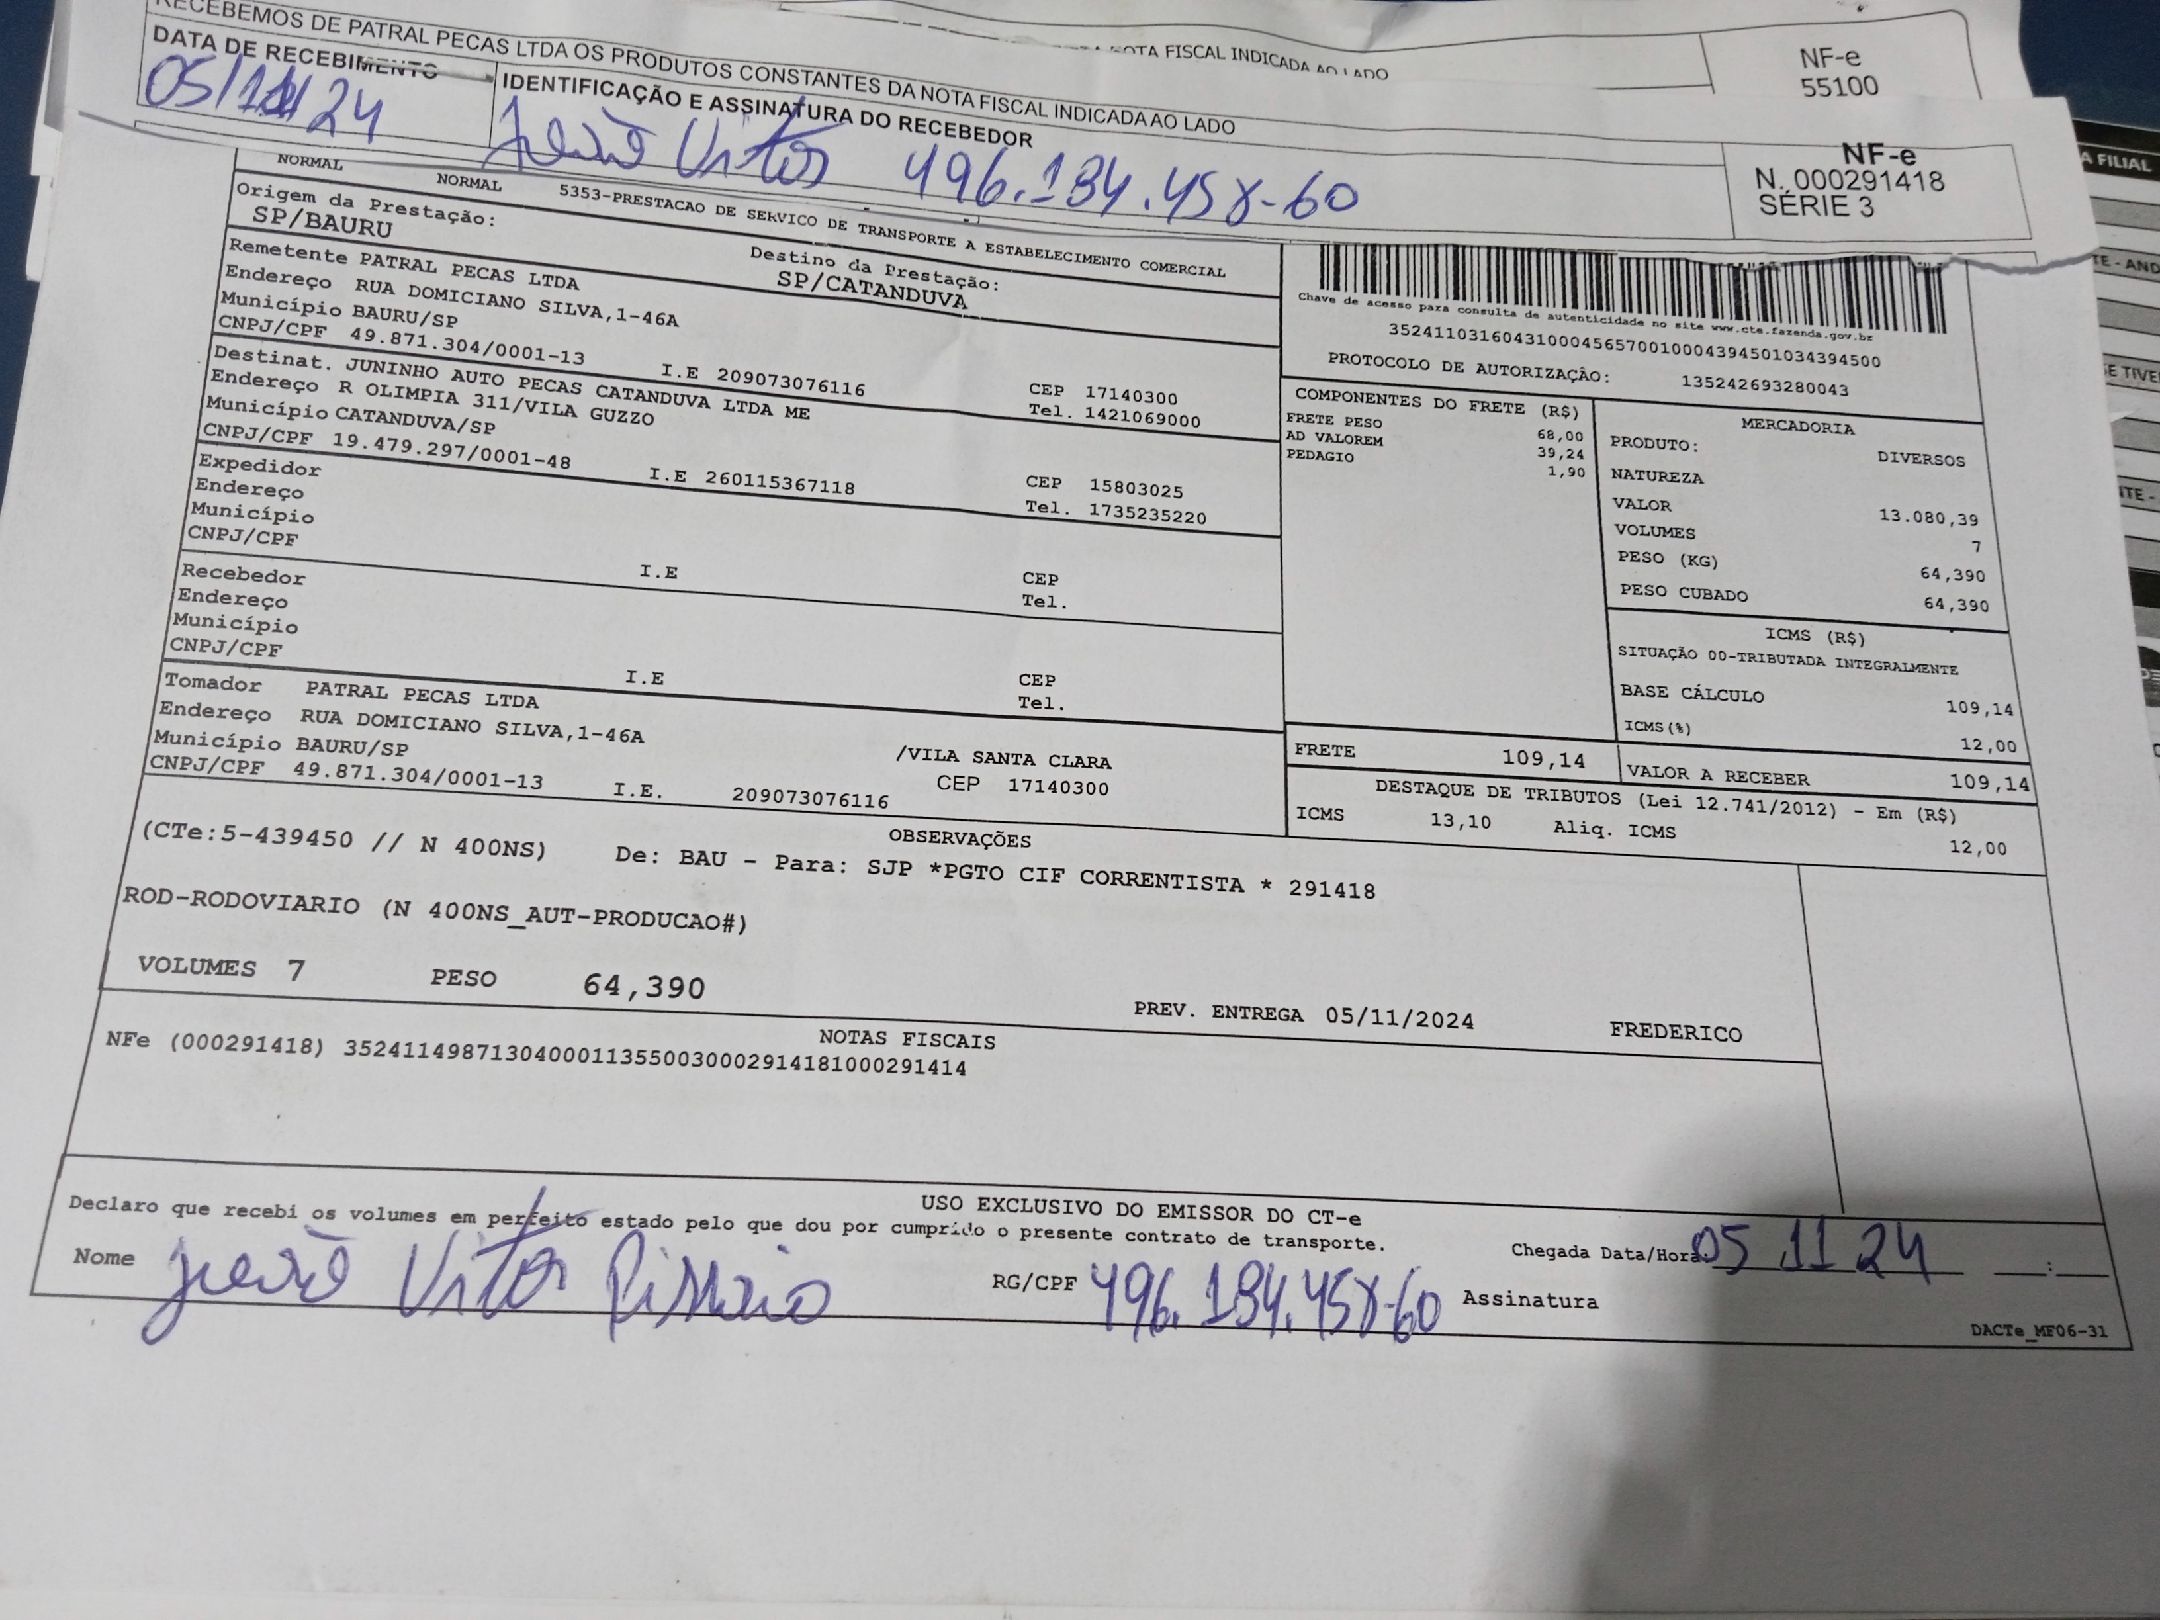 RECEBEMOS DE PATRAL PECAS LTDA OS PRODUTOS CONSTANTES DA NOTA FISCAL INDICADA AO LADO
NOTA FISCAL INDICADA AO LADO
NF-e
55100
DATA DE RECEBIMENTO
IDENTIFICAÇÃO E ASSINATURA DO RECEBEDOR
05/11/24
João Vitor 496.134.458-60
NF-e
N. 000291418
SÉRIE 3
A FILIAL
NORMAL
NORMAL
5353-PRESTACAO DE SERVICO DE TRANSPORTE A ESTABELECIMENTO COMERCIAL
Origem da Prestação:
SP/BAURU
Destino da Prestação:
SP/CATANDUVA
Remetente PATRAL PECAS LTDA
Endereço RUA DOMICIANO SILVA,1-46A
Município BAURU/SP
CEP 17140300
CNPJ/CPF 49.871.304/0001-13 I.E 209073076116 Tel. 1421069000
Destinat. JUNINHO AUTO PECAS CATANDUVA LTDA ME
Endereço R OLIMPIA 311/VILA GUZZO
Município CATANDUVA/SP
CEP 15803025
CNPJ/CPF 19.479.297/0001-48 I.E 260115367118 Tel. 1735235220
Expedidor
Endereço
Município
CEP
CNPJ/CPF I.E Tel.
Recebedor
Endereço
Município
CEP
CNPJ/CPF I.E Tel.
Tomador PATRAL PECAS LTDA
Endereço RUA DOMICIANO SILVA,1-46A /VILA SANTA CLARA
Município BAURU/SP CEP 17140300
CNPJ/CPF 49.871.304/0001-13 I.E. 209073076116
Chave de acesso para consulta de autenticidade no site www.cte.fazenda.gov.br
35241103160431000456570010004394501034394500
PROTOCOLO DE AUTORIZAÇÃO: 135242693280043
COMPONENTES DO FRETE (R$)
FRETE PESO 68,00
AD VALOREM 39,24
PEDAGIO 1,90
MERCADORIA
PRODUTO: DIVERSOS
NATUREZA
VALOR 13.080,39
VOLUMES 7
PESO (KG) 64,390
PESO CUBADO 64,390
ICMS (R$)
SITUAÇÃO 00-TRIBUTADA INTEGRALMENTE
BASE CÁLCULO 109,14
ICMS(%) 12,00
FRETE 109,14
VALOR A RECEBER 109,14
DESTAQUE DE TRIBUTOS (Lei 12.741/2012) - Em (R$)
ICMS 13,10 Aliq. ICMS 12,00
OBSERVAÇÕES
(CTe:5-439450 // N 400NS) De: BAU - Para: SJP *PGTO CIF CORRENTISTA * 291418
ROD-RODOVIARIO (N 400NS_AUT-PRODUCAO#)
VOLUMES 7 PESO 64,390
PREV. ENTREGA 05/11/2024 FREDERICO
NOTAS FISCAIS
NFe (000291418) 35241149871304000113550030002914181000291414
USO EXCLUSIVO DO EMISSOR DO CT-e
Declaro que recebi os volumes em perfeito estado pelo que dou por cumprido o presente contrato de transporte.
Chegada Data/Hora 05 11 24 :
Nome João Vitor
RG/CPF 496.134.458-60
Assinatura
DACTe_MF06-31